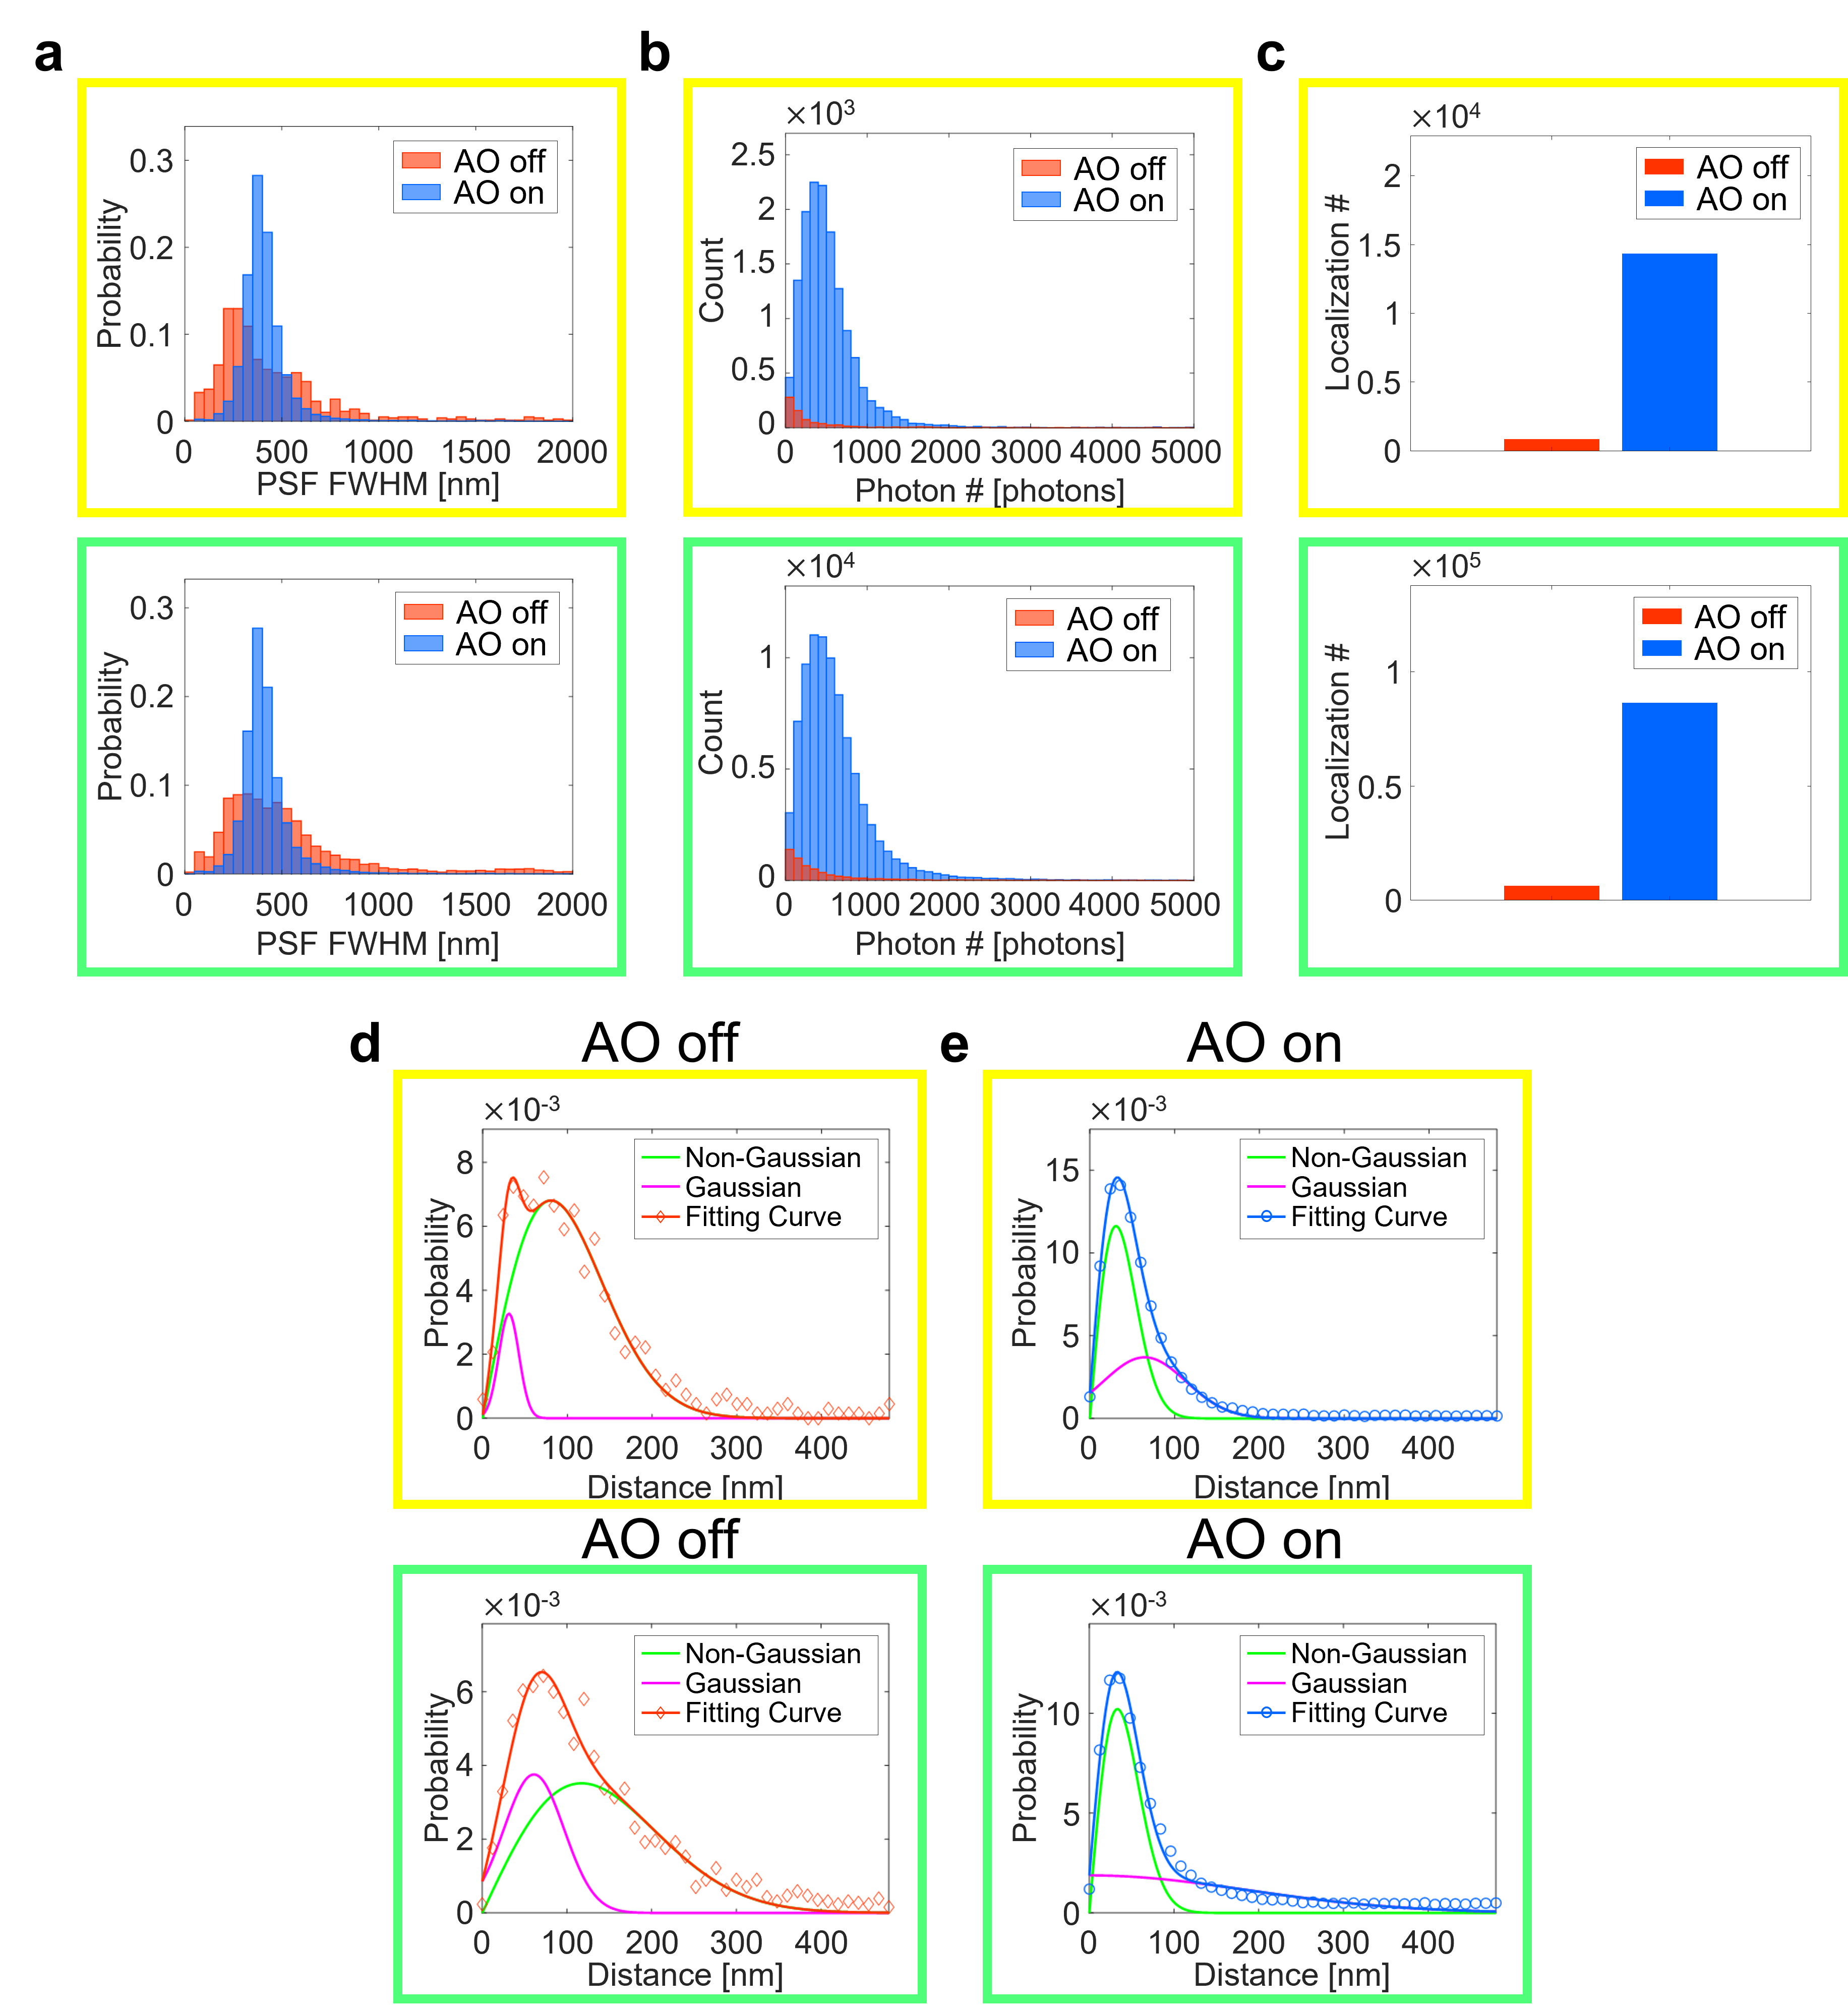 a
0.3
0.2
0.1
0
Probability
AO off
AO on
0 500 1000 1500 2000
PSF FWHM [nm]
b
×10³
2.5
2
1.5
1
0.5
0
Count
AO off
AO on
0 1000 2000 3000 4000 5000
Photon # [photons]
c
×10⁴
2
1.5
1
0.5
0
Localization #
AO off
AO on
0.3
0.2
0.1
0
Probability
AO off
AO on
0 500 1000 1500 2000
PSF FWHM [nm]
×10⁴
1
0.5
0
Count
AO off
AO on
0 1000 2000 3000 4000 5000
Photon # [photons]
×10⁵
1
0.5
0
Localization #
AO off
AO on
d
AO off
×10⁻³
8
6
4
2
0
Probability
Non-Gaussian
Gaussian
Fitting Curve
0 100 200 300 400
Distance [nm]
e
AO on
×10⁻³
15
10
5
0
Probability
Non-Gaussian
Gaussian
Fitting Curve
0 100 200 300 400
Distance [nm]
AO off
×10⁻³
6
4
2
0
Probability
Non-Gaussian
Gaussian
Fitting Curve
0 100 200 300 400
Distance [nm]
AO on
×10⁻³
10
5
0
Probability
Non-Gaussian
Gaussian
Fitting Curve
0 100 200 300 400
Distance [nm]